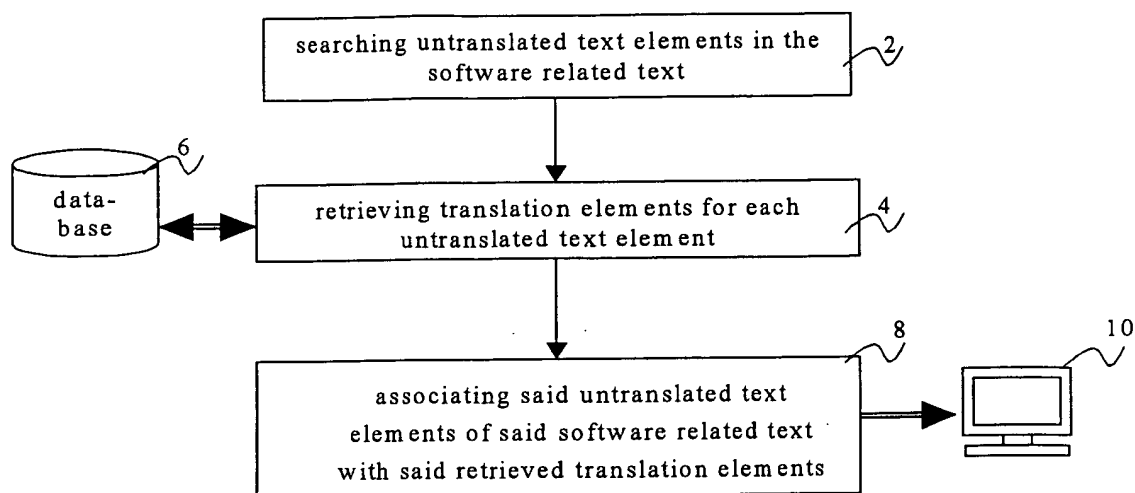 searching untranslated text elements in the
software related text
2
6
data-
base
retrieving translation elements for each
untranslated text element
4
8
10
associating said untranslated text
elements of said software related text
with said retrieved translation elements